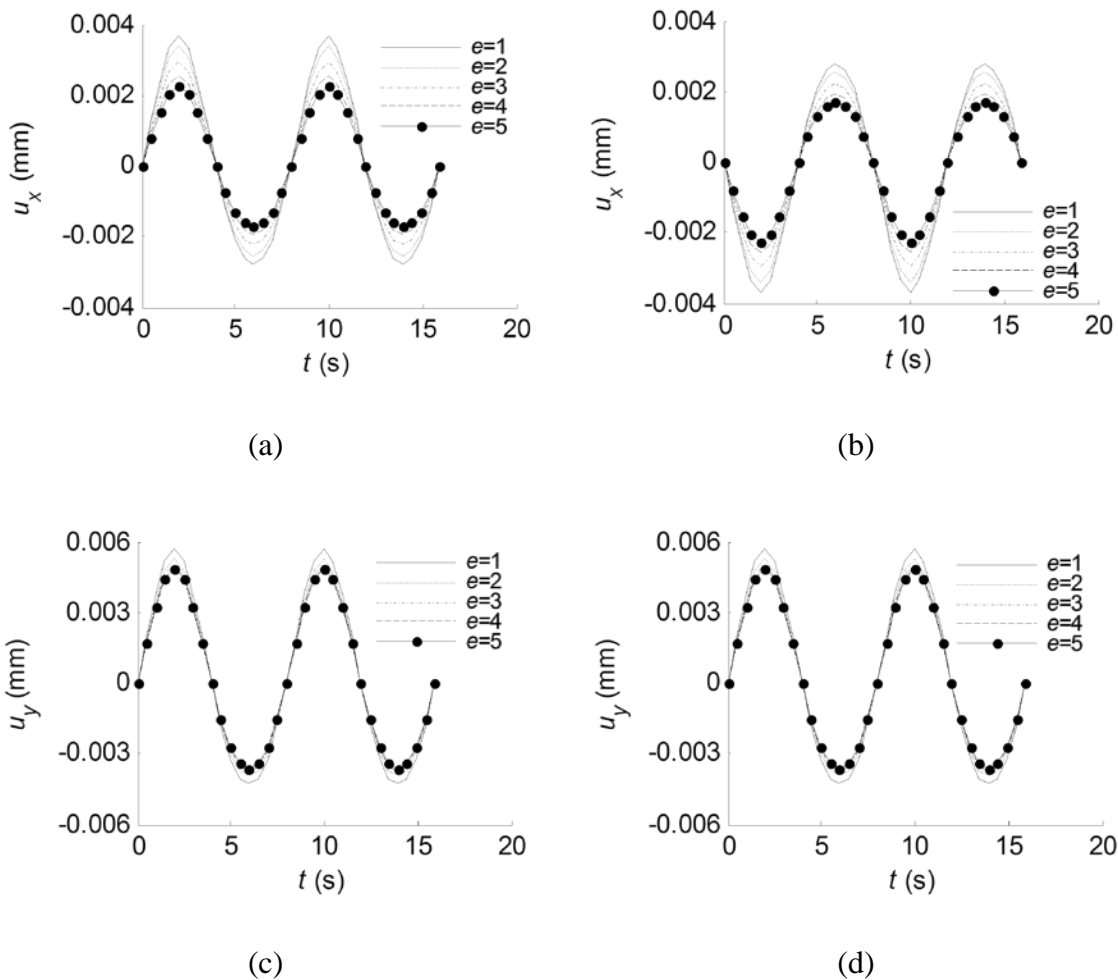 0.004
0.002
0
-0.002
-0.004
u_x (mm)
0 5 10 15 20
t (s)
e=1
e=2
e=3
e=4
e=5
(a)
0.004
0.002
0
-0.002
-0.004
u_x (mm)
0 5 10 15 20
t (s)
e=1
e=2
e=3
e=4
e=5
(b)
0.006
0.003
0
-0.003
-0.006
u_y (mm)
0 5 10 15 20
t (s)
e=1
e=2
e=3
e=4
e=5
(c)
0.006
0.003
0
-0.003
-0.006
u_y (mm)
0 5 10 15 20
t (s)
e=1
e=2
e=3
e=4
e=5
(d)